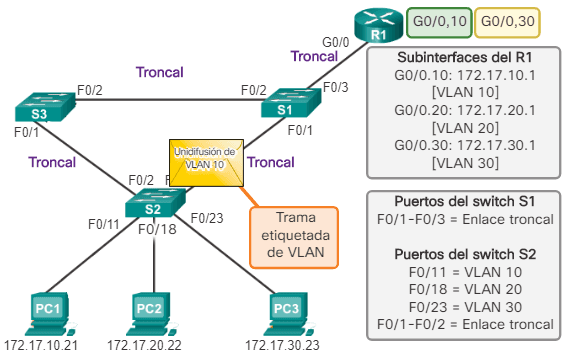 G0/0,10
G0/0,30
R1
G0/0
Troncal
Subinterfaces del R1
G0/0.10: 172.17.10.1
[VLAN 10]
G0/0.20: 172.17.20.1
[VLAN 20]
G0/0.30: 172.17.30.1
[VLAN 30]
Troncal
F0/2
F0/2
F0/3
S3
S1
F0/1
F0/1
Troncal
Unidifusión de
VLAN 10
Troncal
F0/2
S2
Trama
etiquetada
de VLAN
F0/11
F0/18
F0/23
Puertos del switch S1
F0/1-F0/3 = Enlace troncal
Puertos del switch S2
F0/11 = VLAN 10
F0/18 = VLAN 20
F0/23 = VLAN 30
F0/1-F0/2 = Enlace troncal
PC1
PC2
PC3
172.17.10.21
172.17.20.22
172.17.30.23